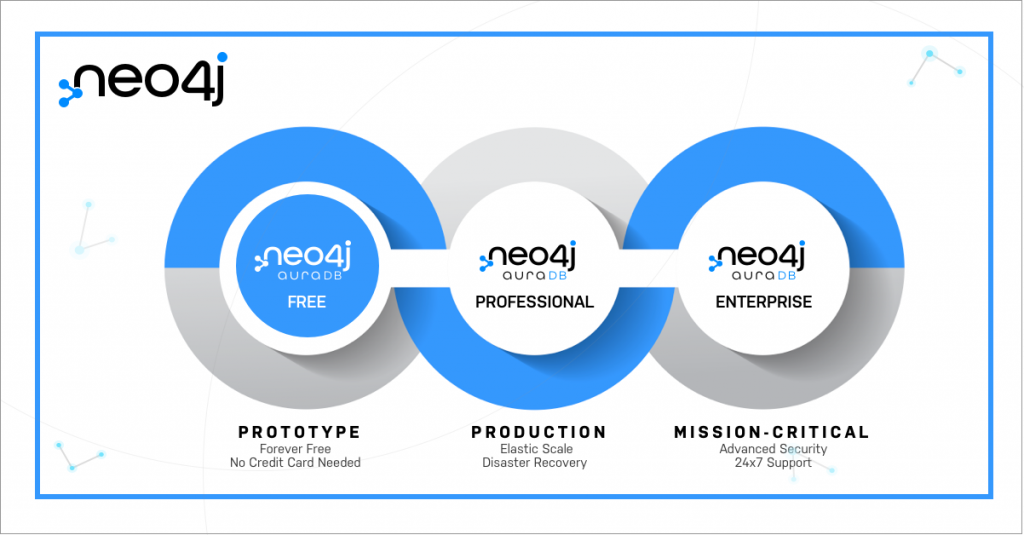 neo4j
neo4j
auraDB
FREE
neo4j
auraDB
PROFESSIONAL
neo4j
auraDB
ENTERPRISE
PROTOTYPE
Forever Free
No Credit Card Needed
PRODUCTION
Elastic Scale
Disaster Recovery
MISSION-CRITICAL
Advanced Security
24x7 Support